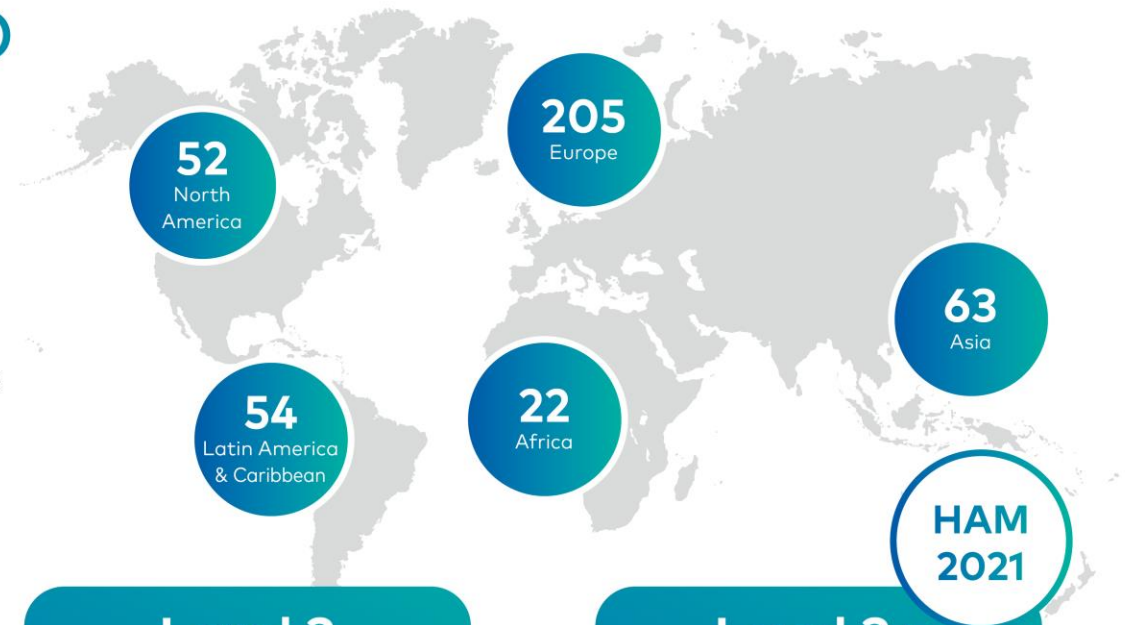 205
Europe
52
North
America
63
Asia
54
Latin America
& Caribbean
22
Africa
HAM
2021